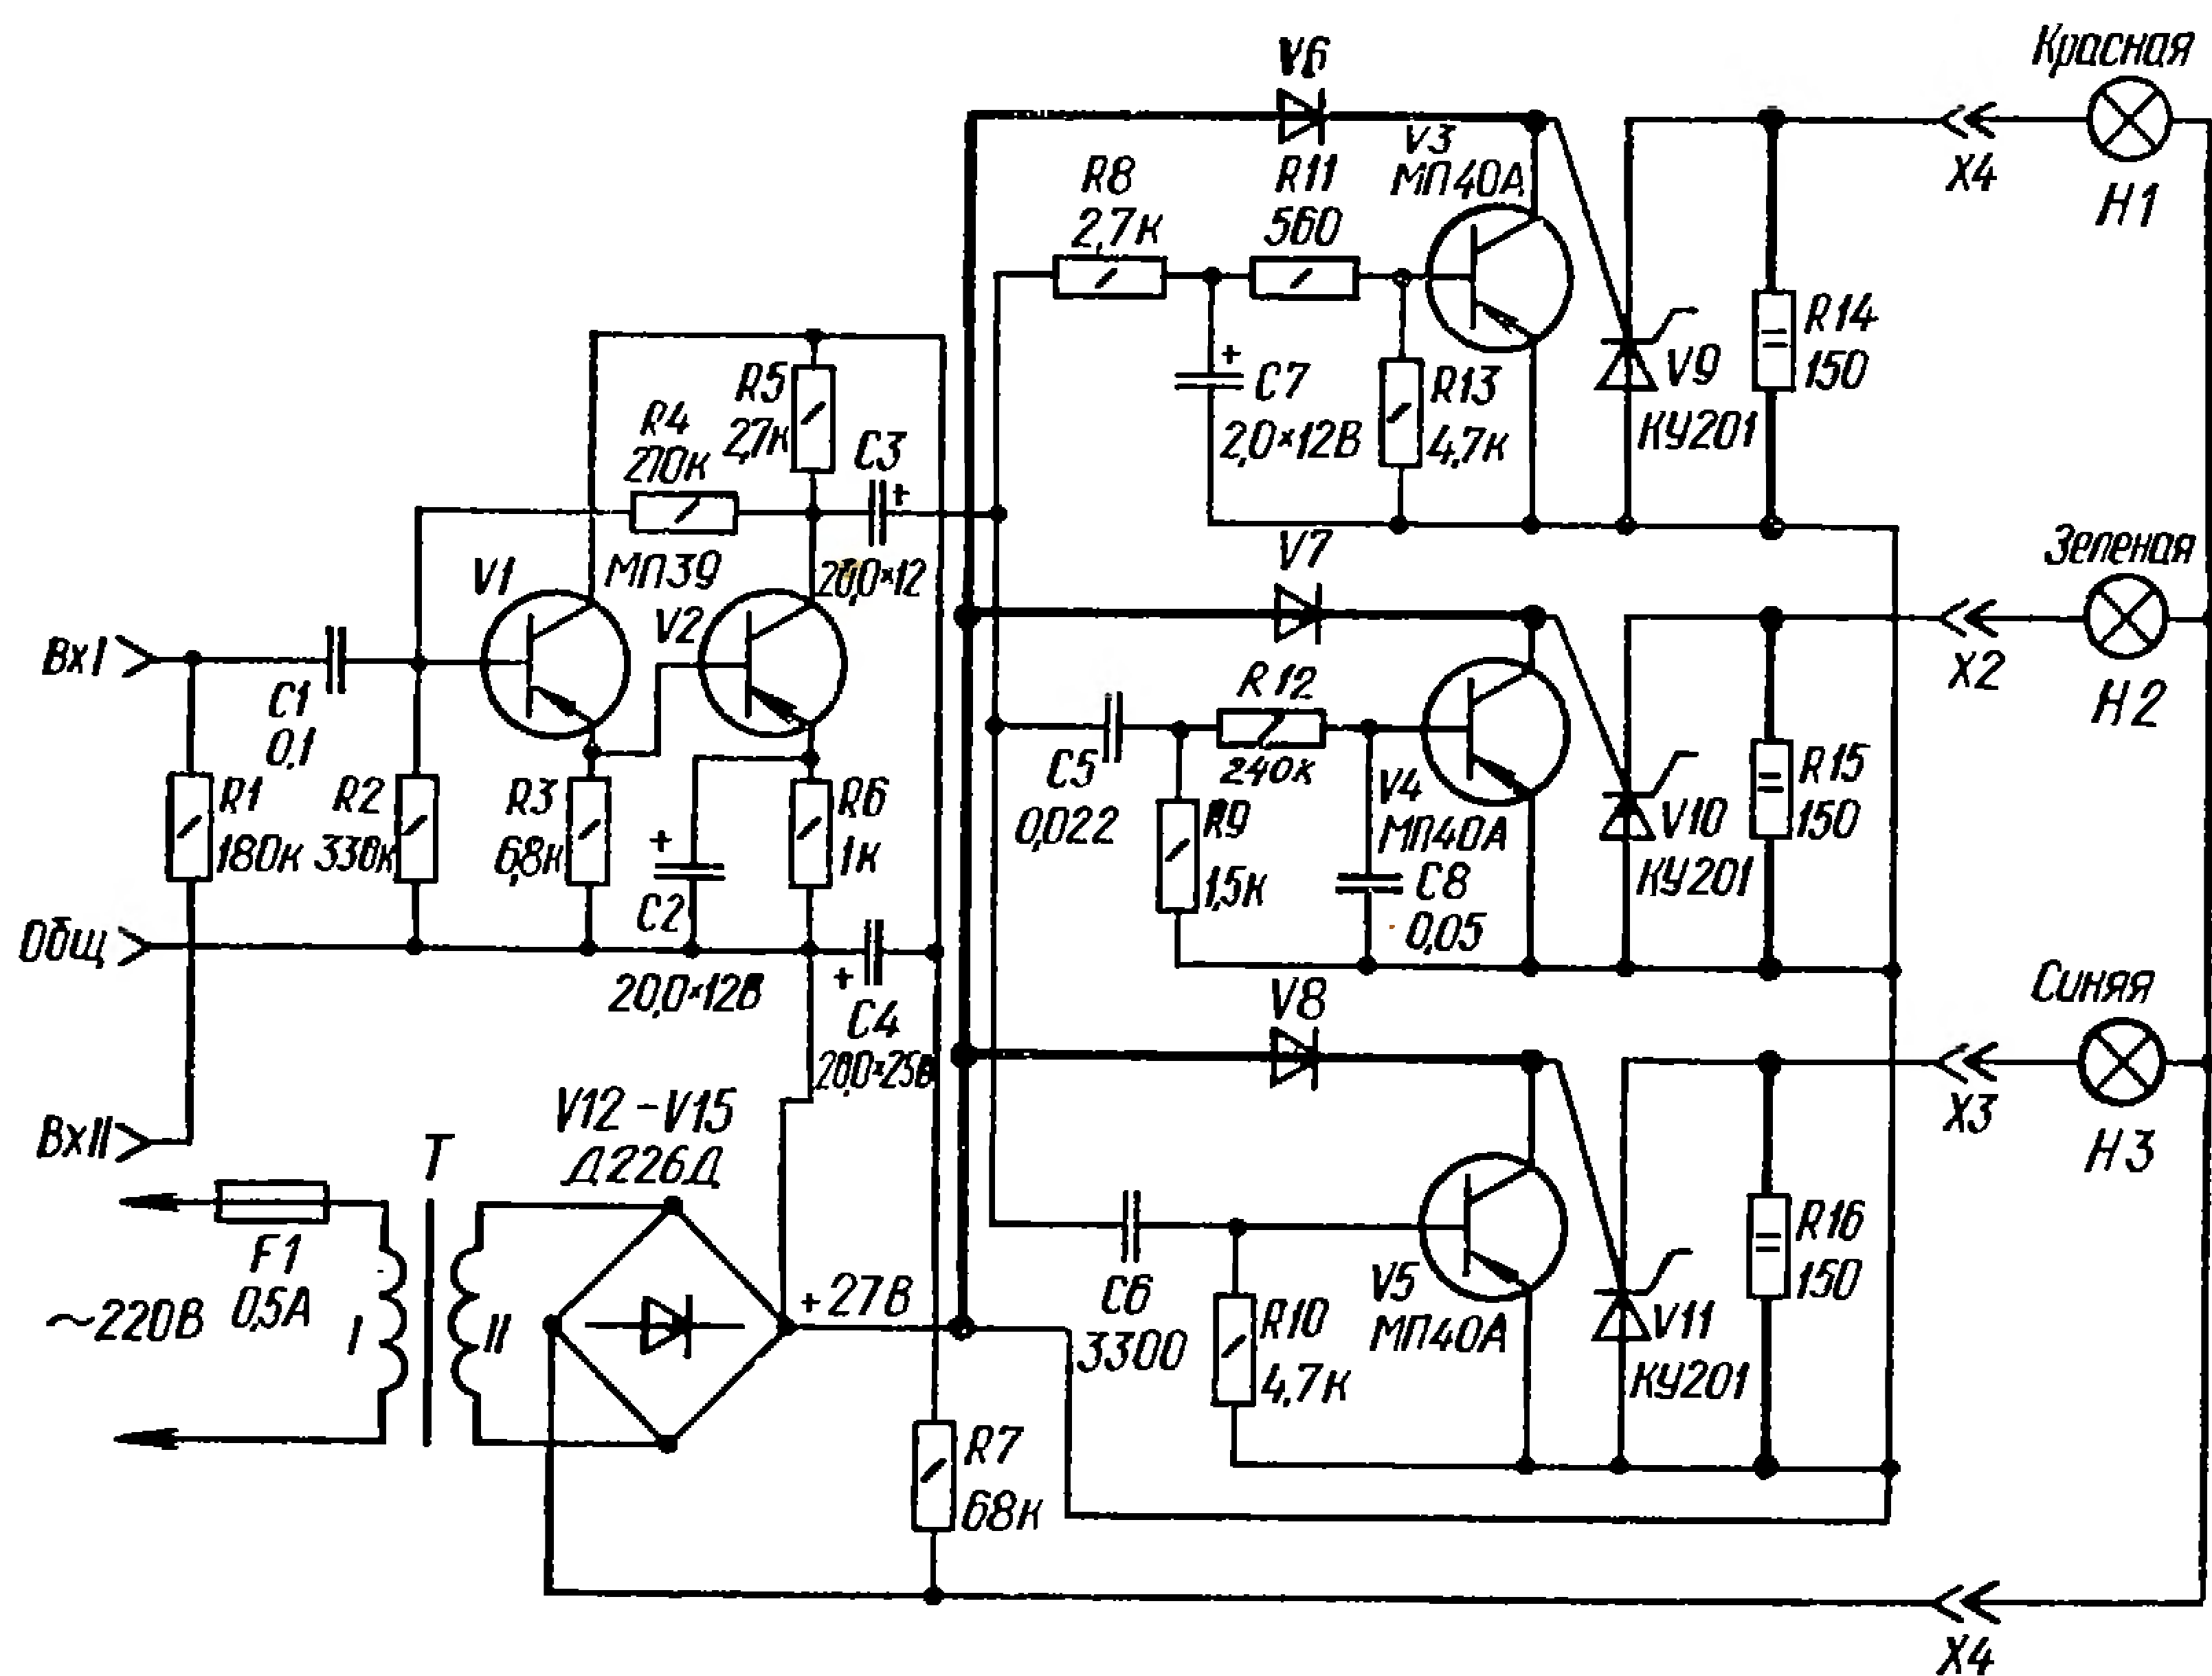 V6
Красная
V3
МП40А
R8
2,7к
R11
560
X4
H1
R14
150
V9
КУ201
C7
2,0×12В
+
R13
4,7к
R5
2,7к
R4
270к
C3
+
20,0×12
V7
Зеленая
V1
МП39
V2
ВхI
C1
0,1
R12
240к
X2
H2
C5
0,022
V4
МП40А
R15
150
V10
КУ201
R1
180к
R2
330к
R3
6,8к
R6
1к
+
C2
20,0×12В
R9
1,5к
C8
0,05
Общ
+
C4
20,0×25В
V8
Синяя
ВхII
V12-V15
Д226Д
T
X3
H3
F1
0,5А
~220В
I
II
+27В
C6
3300
R10
4,7к
V5
МП40А
R16
150
V11
КУ201
R7
68к
X4